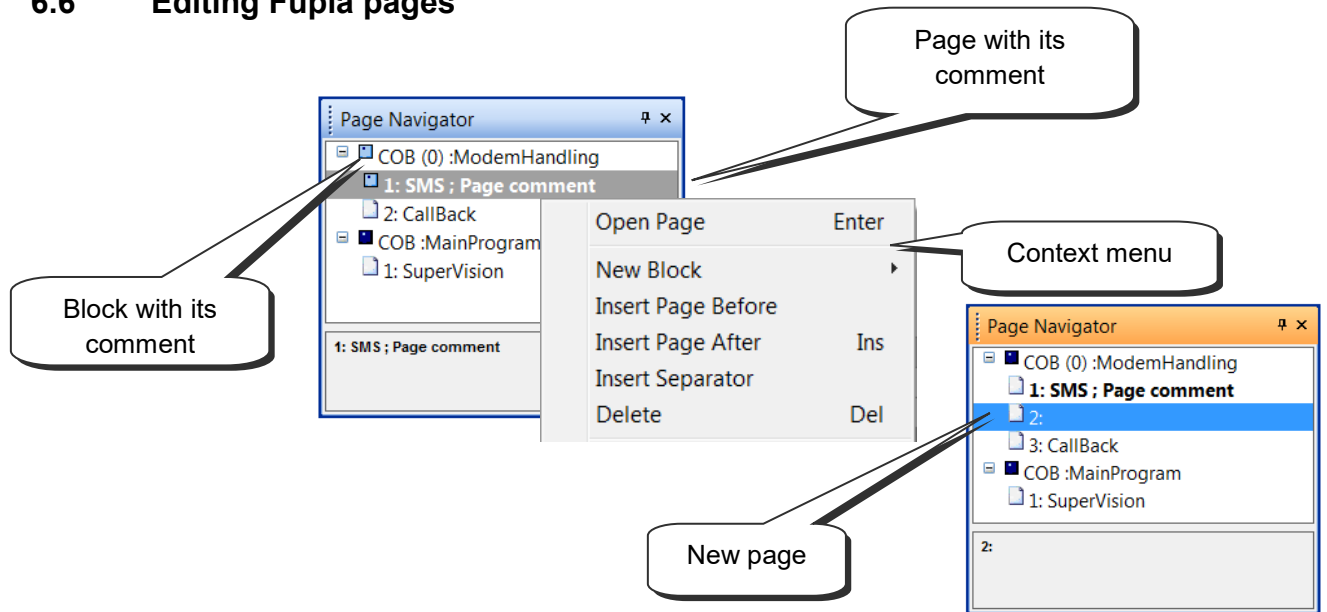 6.6 Editing Fupla pages
Page with its
comment
Page Navigator
COB (0) :ModemHandling
1: SMS ; Page comment
2: CallBack
COB :MainProgram
1: SuperVision
1: SMS ; Page comment
Block with its
comment
Open Page Enter
New Block
Insert Page Before
Insert Page After Ins
Insert Separator
Delete Del
Context menu
Page Navigator
COB (0) :ModemHandling
1: SMS ; Page comment
2:
3: CallBack
COB :MainProgram
1: SuperVision
2:
New page